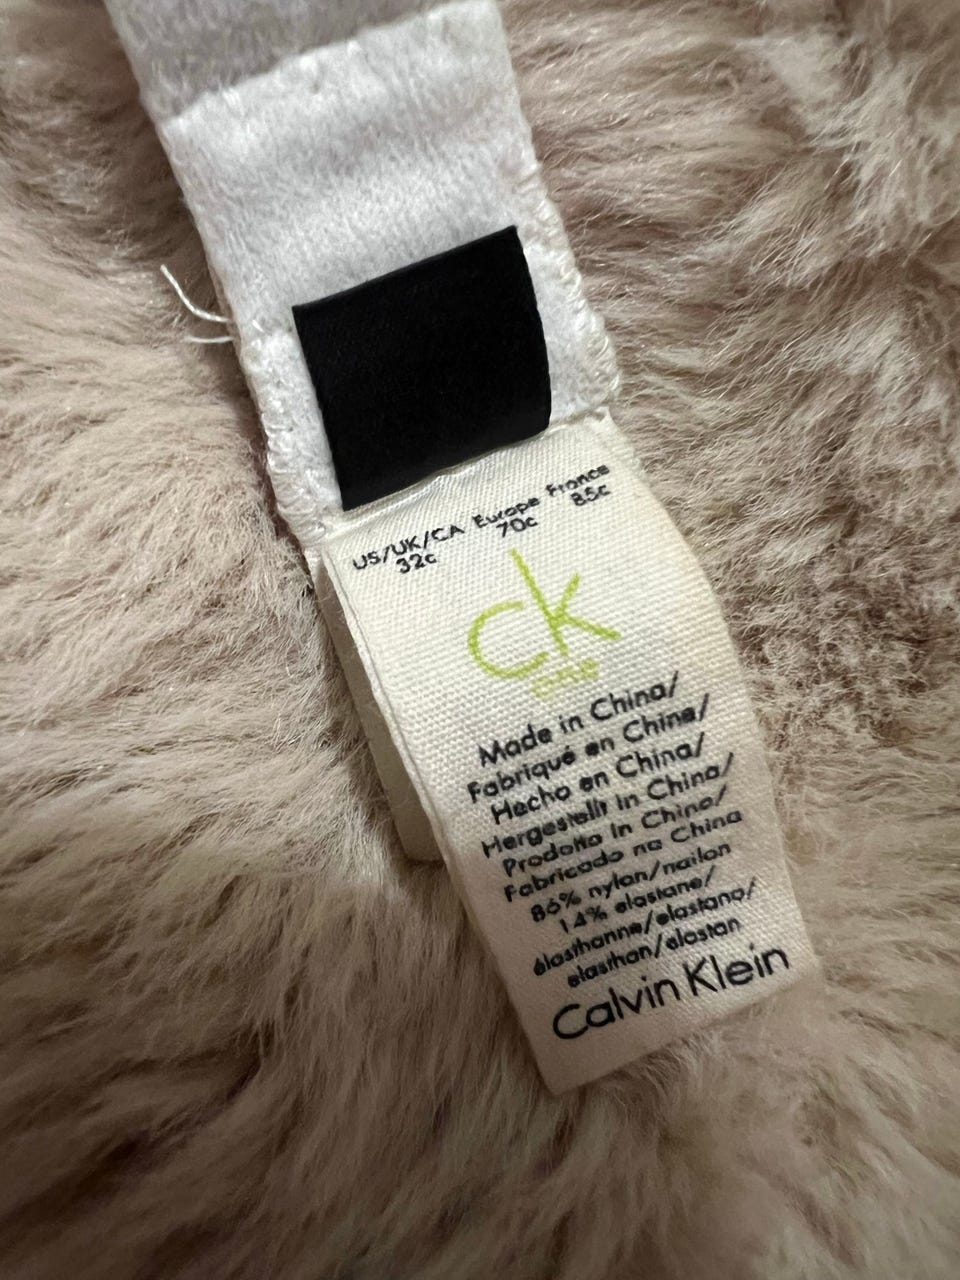 US/UK/CA Europe France
32c 70c 85c
ck
one
Made in China/
Fabriqué en Chine/
Hecho en China/
Hergestellt in China/
Prodotto in China/
Fabricado na China
86% nylon/nailon
14% elastane/
élasthanne/elastano/
elasthan/elastan
Calvin Klein